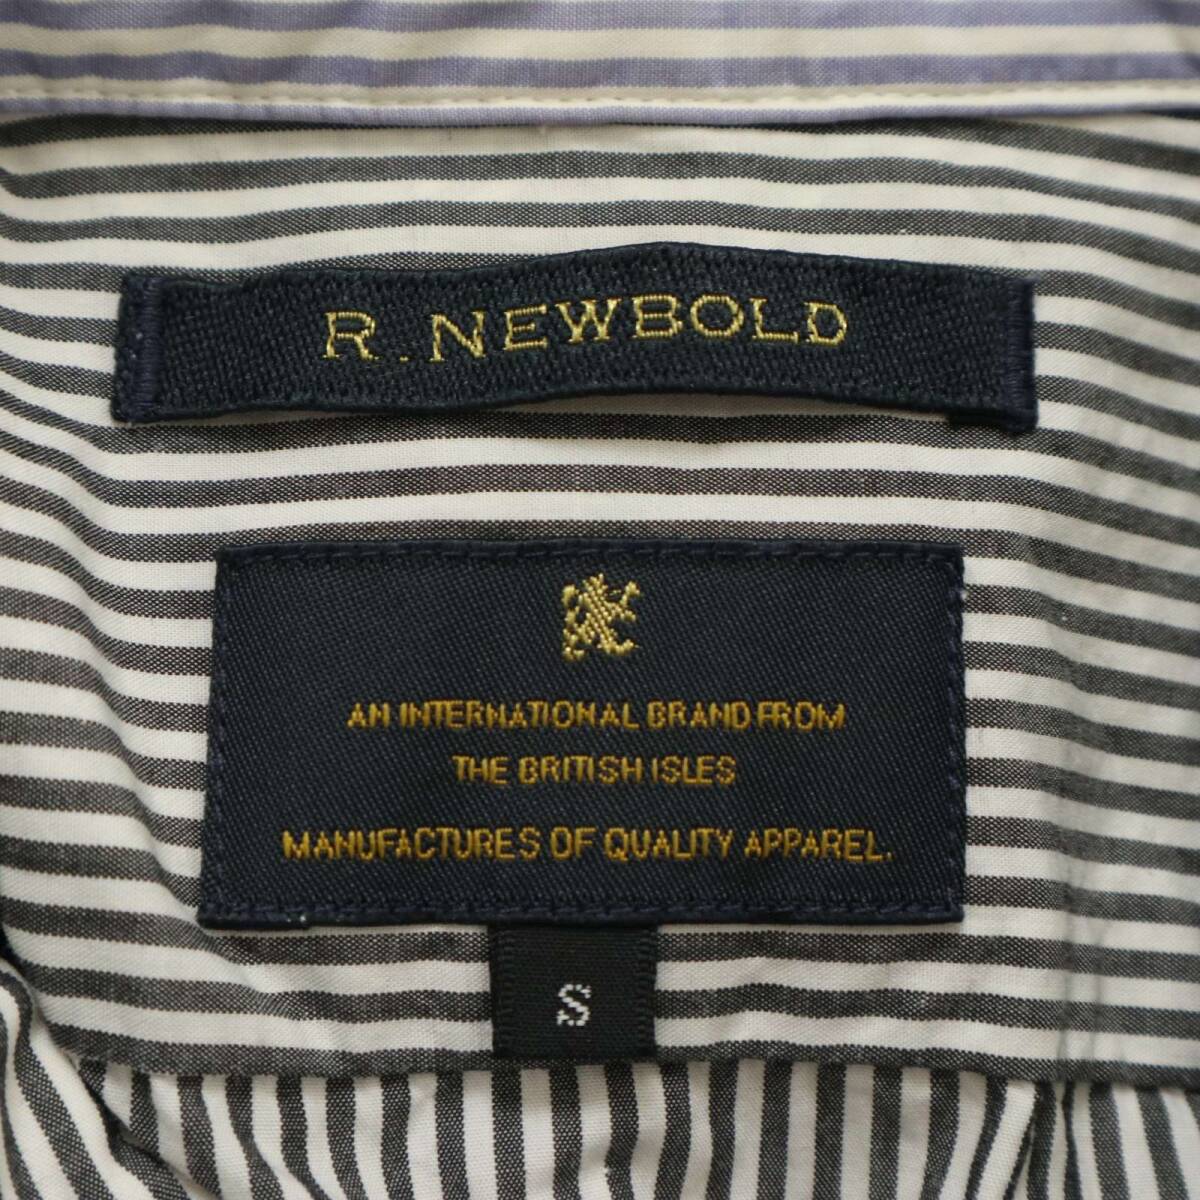 R. NEWBOLD
AN INTERNATIONAL BRAND FROM
THE BRITISH ISLES
MANUFACTURES OF QUALITY APPAREL.
S